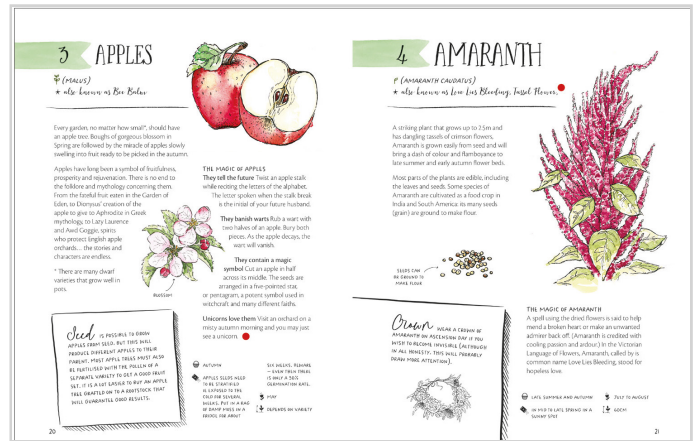 3 APPLES
(MALUS)
★ also known as Bee Balm
Every garden, no matter how small*, should have
an apple tree. Boughs of gorgeous blossom in
Spring are followed by the miracle of apples slowly
swelling into fruit ready to be picked in the autumn.
Apples have long been a symbol of fruitfulness,
prosperity and rejuvenation. There is no end to
the folklore and mythology concerning them.
From the fateful fruit eaten in the Garden of
Eden, to Dionysus' creation of the
apple to give to Aphrodite in Greek
mythology, to Lazy Laurence
and Awd Goggie, spirits
who protect English apple
orchards.... the stories and
characters are endless.
* There are many dwarf
varieties that grow well in
pots.
BLOSSOM
THE MAGIC OF APPLES
They tell the future Twist an apple stalk
while reciting the letters of the alphabet.
The letter spoken when the stalk break
is the initial of your future husband.
They banish warts Rub a wart with
two halves of an apple. Bury both
pieces. As the apple decays, the
wart will vanish.
They contain a magic
symbol Cut an apple in half
across its middle. The seeds are
arranged in a five-pointed star,
or pentagram, a potent symbol used in
witchcraft and many different faiths.
Unicorns love them Visit an orchard on a
misty autumn morning and you may just
see a unicorn.
Seed IS POSSIBLE TO GROW
APPLES FROM SEED, BUT THIS WILL
PRODUCE DIFFERENT APPLES TO THEIR
PARENT. MOST APPLE TREES MUST ALSO
BE FERTILISED WITH THE POLLEN OF A
SEPARATE VARIETY TO GET A GOOD FRUIT
SET. IT IS A LOT EASIER TO BUY AN APPLE
TREE GRAFTED ON TO A ROOTSTOCK THAT
WILL GUARANTEE GOOD RESULTS.
AUTUMN
APPLES SEEDS NEED
TO BE STRATIFIED
IE EXPOSED TO THE
COLD FOR SEVERAL
WEEKS. PUT IN A BAG
OF DAMP MOSS IN A
FRIDGE FOR ABOUT
SIX WEEKS. BEWARE
– EVEN THEN THERE
IS ONLY A 30%
GERMINATION RATE.
MAY
DEPENDS ON VARIETY
20
4 AMARANTH
(AMARANTH CAUDATUS)
★ also known as Love Lies Bleeding, Tassel Flower
A striking plant that grows up to 2.5m and
has dangling tassels of crimson flowers.
Amaranth is grown easily from seed and will
bring a dash of colour and flamboyance to
late summer and early autumn flower beds.
Most parts of the plants are edible, including
the leaves and seeds. Some species of
Amaranth are cultivated as a food crop in
India and South America: its many seeds
(grain) are ground to make flour.
SEEDS CAN
BE GROUND TO
MAKE FLOUR
Crown WEAR A CROWN OF
AMARANTH ON ASCENSION DAY IF YOU
WISH TO BECOME INVISIBLE (ALTHOUGH
IN ALL HONESTY, THIS WILL PROBABLY
DRAW MORE ATTENTION).
THE MAGIC OF AMARANTH
A spell using the dried flowers is said to help
mend a broken heart or make an unwanted
admirer back off. (Amaranth is credited with
cooling passion and ardour.) In the Victorian
Language of Flowers, Amaranth, called by is
common name Love Lies Bleeding, stood for
hopeless love.
LATE SUMMER AND AUTUMN
IN MID TO LATE SPRING ON A
SUNNY SPOT
JULY TO AUGUST
60CM
21